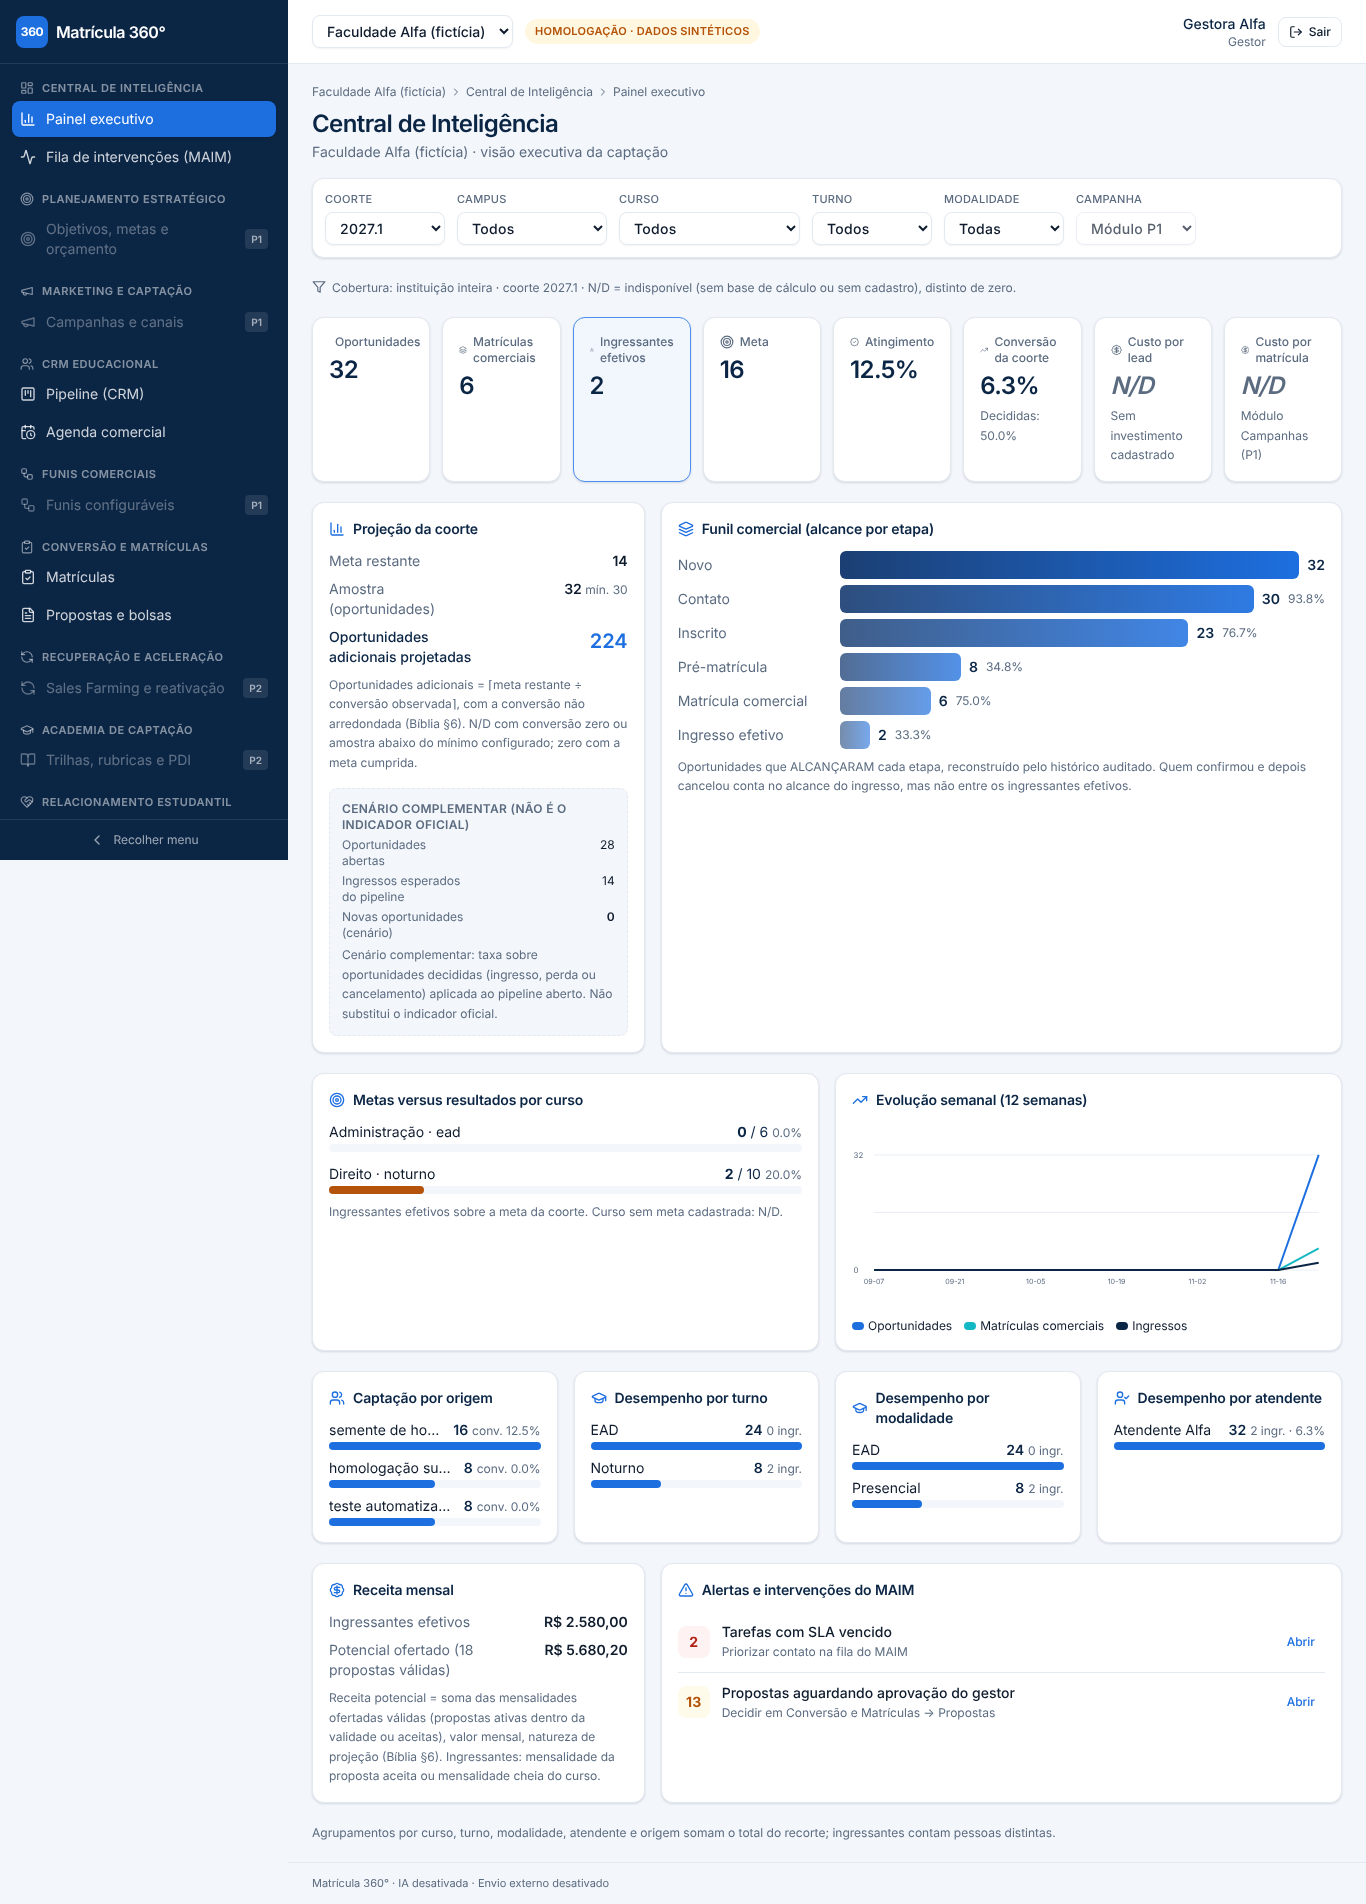 360 Matrícula 360°
CENTRAL DE INTELIGÊNCIA
Painel executivo
Fila de intervenções (MAIM)
PLANEJAMENTO ESTRATÉGICO
Objetivos, metas e
orçamento P1
MARKETING E CAPTAÇÃO
Campanhas e canais P1
CRM EDUCACIONAL
Pipeline (CRM)
Agenda comercial
FUNIS COMERCIAIS
Funis configuráveis P1
CONVERSÃO E MATRÍCULAS
Matrículas
Propostas e bolsas
RECUPERAÇÃO E ACELERAÇÃO
Sales Farming e reativação P2
ACADEMIA DE CAPTAÇÃO
Trilhas, rubricas e PDI P2
RELACIONAMENTO ESTUDANTIL
Recolher menu
Faculdade Alfa (fictícia)
HOMOLOGAÇÃO · DADOS SINTÉTICOS
Gestora Alfa
Gestor
Sair
Faculdade Alfa (fictícia) > Central de Inteligência > Painel executivo
Central de Inteligência
Faculdade Alfa (fictícia) · visão executiva da captação
COORTE CAMPUS CURSO TURNO MODALIDADE CAMPANHA
2027.1 Todos Todos Todos Todas Módulo P1
Cobertura: instituição inteira · coorte 2027.1 · N/D = indisponível (sem base de cálculo ou sem cadastro), distinto de zero.
Oportunidades
32
Matrículas
comerciais
6
Ingressantes
efetivos
2
Meta
16
Atingimento
12.5%
Conversão
da coorte
6.3%
Decididas:
50.0%
Custo por
lead
N/D
Sem
investimento
cadastrado
Custo por
matrícula
N/D
Módulo
Campanhas
(P1)
Projeção da coorte
Meta restante 14
Amostra
(oportunidades) 32 mín. 30
Oportunidades
adicionais projetadas 224
Oportunidades adicionais = ⌈meta restante ÷
conversão observada⌉, com a conversão não
arredondada (Bíblia §6). N/D com conversão zero ou
amostra abaixo do mínimo configurado; zero com a
meta cumprida.
CENÁRIO COMPLEMENTAR (NÃO É O
INDICADOR OFICIAL)
Oportunidades
abertas 28
Ingressos esperados
do pipeline 14
Novas oportunidades
(cenário) 0
Cenário complementar: taxa sobre
oportunidades decididas (ingresso, perda ou
cancelamento) aplicada ao pipeline aberto. Não
substitui o indicador oficial.
Funil comercial (alcance por etapa)
Novo 32
Contato 30 93.8%
Inscrito 23 76.7%
Pré-matrícula 8 34.8%
Matrícula comercial 6 75.0%
Ingresso efetivo 2 33.3%
Oportunidades que ALCANÇARAM cada etapa, reconstruído pelo histórico auditado. Quem confirmou e depois
cancelou conta no alcance do ingresso, mas não entre os ingressantes efetivos.
Metas versus resultados por curso
Administração · ead 0 / 6 0.0%
Direito · noturno 2 / 10 20.0%
Ingressantes efetivos sobre a meta da coorte. Curso sem meta cadastrada: N/D.
Evolução semanal (12 semanas)
32
0
09-07 09-21 10-05 10-19 11-02 11-16
Oportunidades Matrículas comerciais Ingressos
Captação por origem
semente de ho... 16 conv. 12.5%
homologação su... 8 conv. 0.0%
teste automatiza... 8 conv. 0.0%
Desempenho por turno
EAD 24 0 ingr.
Noturno 8 2 ingr.
Desempenho por
modalidade
EAD 24 0 ingr.
Presencial 8 2 ingr.
Desempenho por atendente
Atendente Alfa 32 2 ingr. · 6.3%
Receita mensal
Ingressantes efetivos R$ 2.580,00
Potencial ofertado (18
propostas válidas) R$ 5.680,20
Receita potencial = soma das mensalidades
ofertadas válidas (propostas ativas dentro da
validade ou aceitas), valor mensal, natureza de
projeção (Bíblia §6). Ingressantes: mensalidade da
proposta aceita ou mensalidade cheia do curso.
Alertas e intervenções do MAIM
2 Tarefas com SLA vencido
Priorizar contato na fila do MAIM
Abrir
13 Propostas aguardando aprovação do gestor
Decidir em Conversão e Matrículas → Propostas
Abrir
Agrupamentos por curso, turno, modalidade, atendente e origem somam o total do recorte; ingressantes contam pessoas distintas.
Matrícula 360° · IA desativada · Envio externo desativado